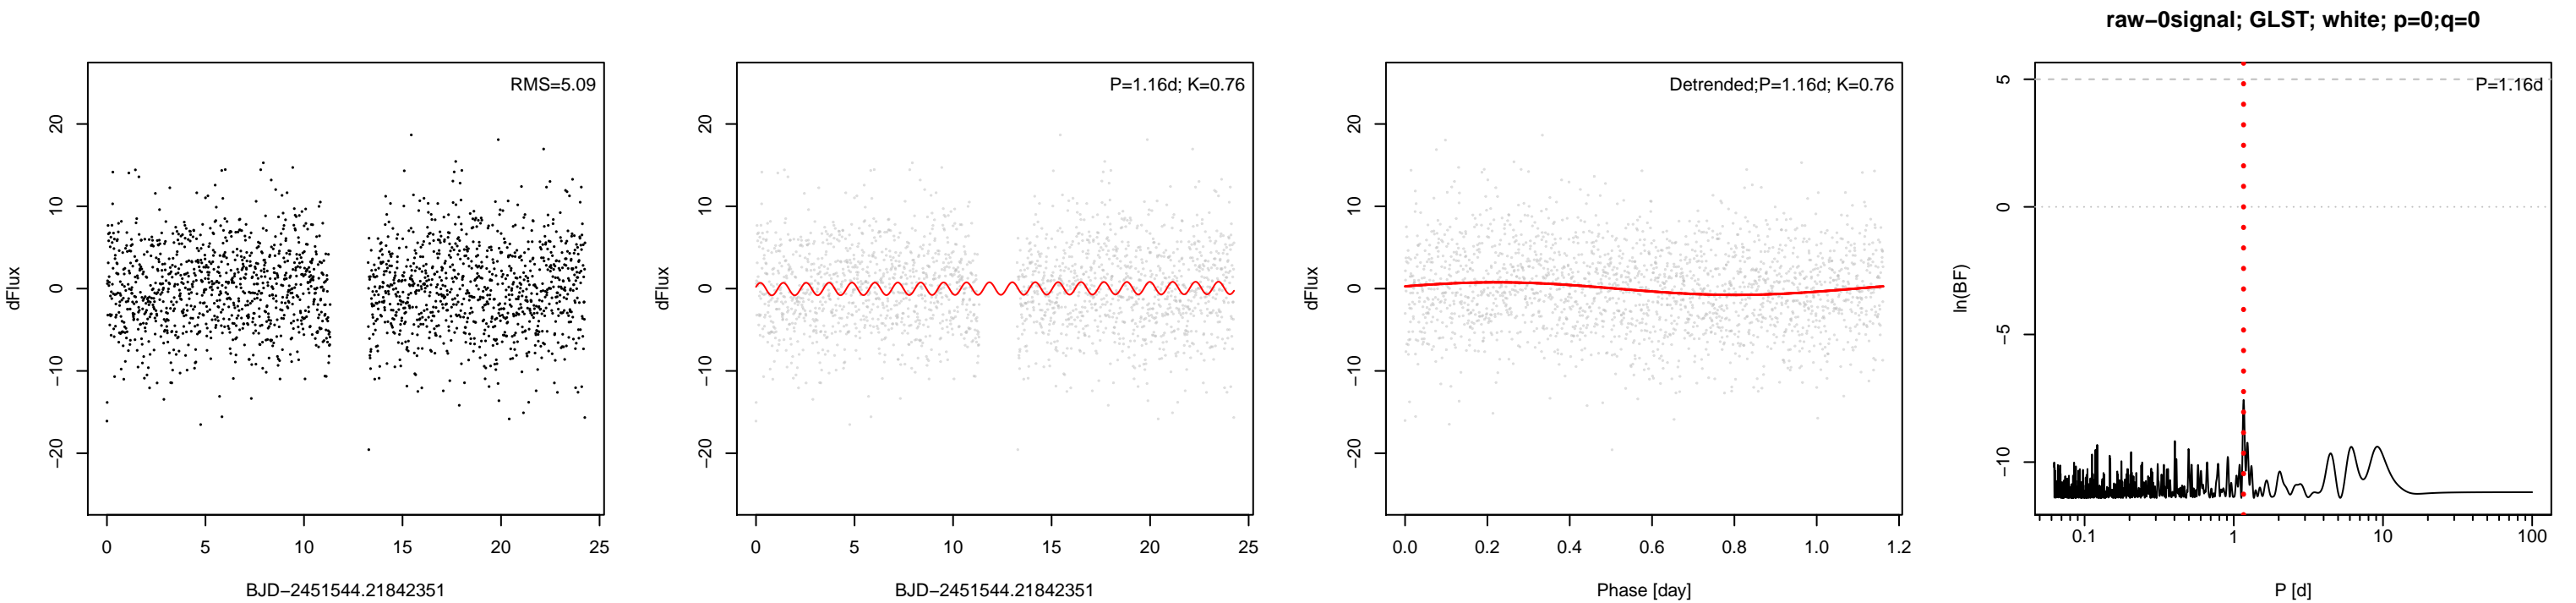 raw−0signal; GLST; white; p=0;q=0
RMS=5.09
dFlux
20
10
0
−10
−20
0 5 10 15 20 25
BJD−2451544.21842351
P=1.16d; K=0.76
dFlux
20
10
0
−10
−20
0 5 10 15 20 25
BJD−2451544.21842351
Detrended;P=1.16d; K=0.76
dFlux
20
10
0
−10
−20
0.0 0.2 0.4 0.6 0.8 1.0 1.2
Phase [day]
P=1.16d
ln(BF)
5
0
−5
−10
0.1 1 10 100
P [d]